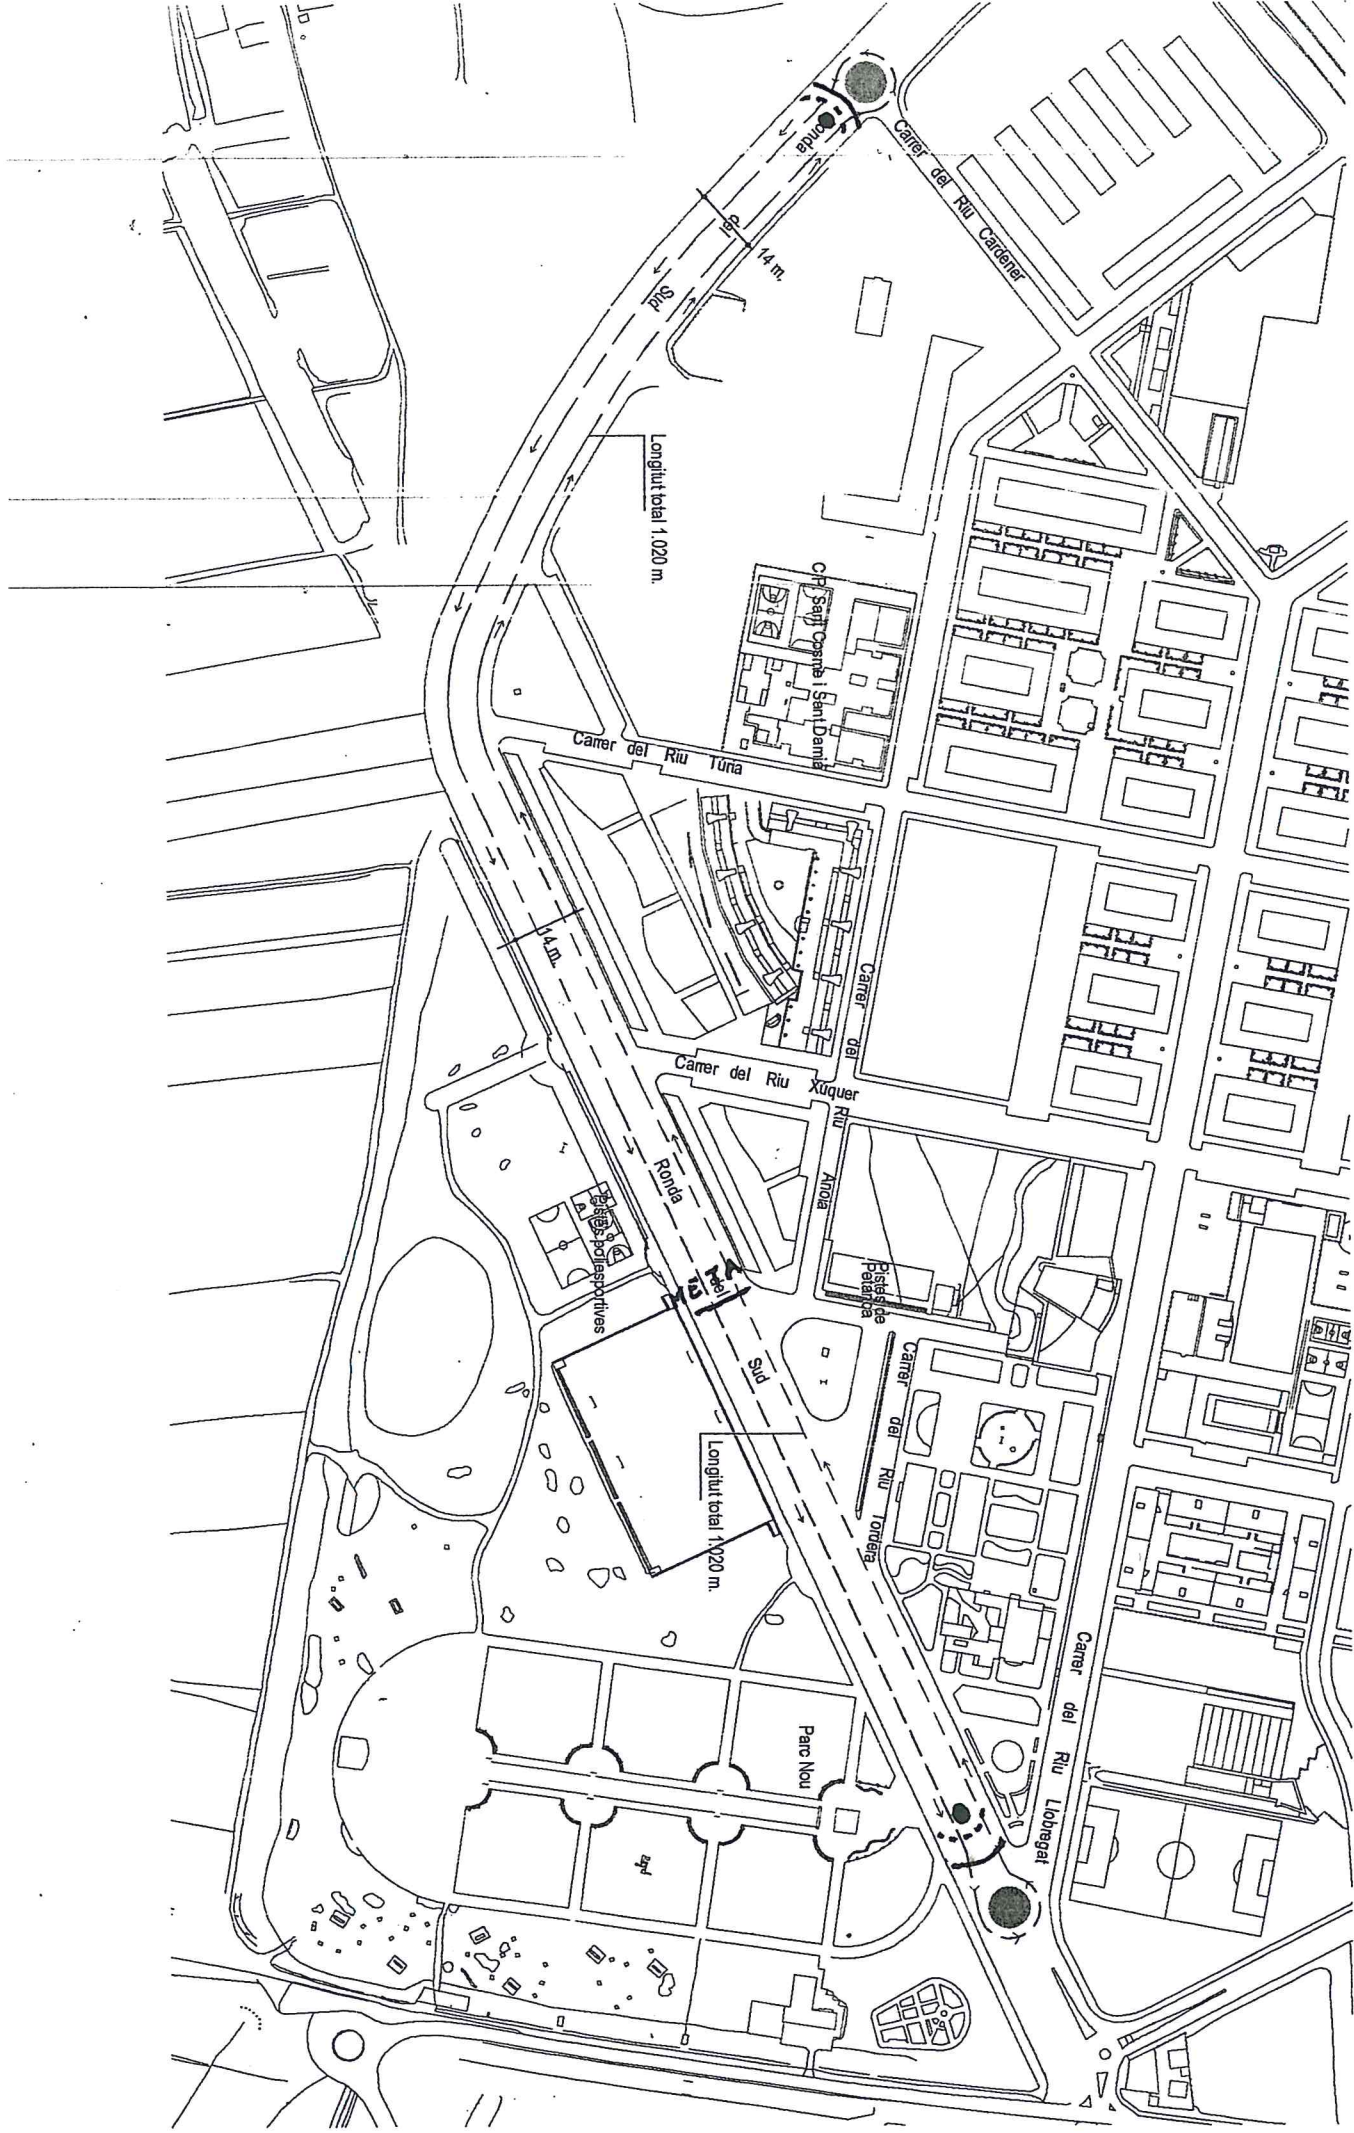 Ronda
del
Sud
14 m.
Carrer del Riu Cardener
Longitut total 1.020 m.
C.P. Sant Cosme i Sant Damià
Carrer del Riu Túria
14 m.
Carrer del Riu Anoia
Carrer del Riu Xúquer
Ronda del Sud
Pistes poliesportives
Pistes de
Petanca
Carrer del Riu Tordera
Longitut total 1.020 m.
Carrer del Riu Llobregat
Parc Nou